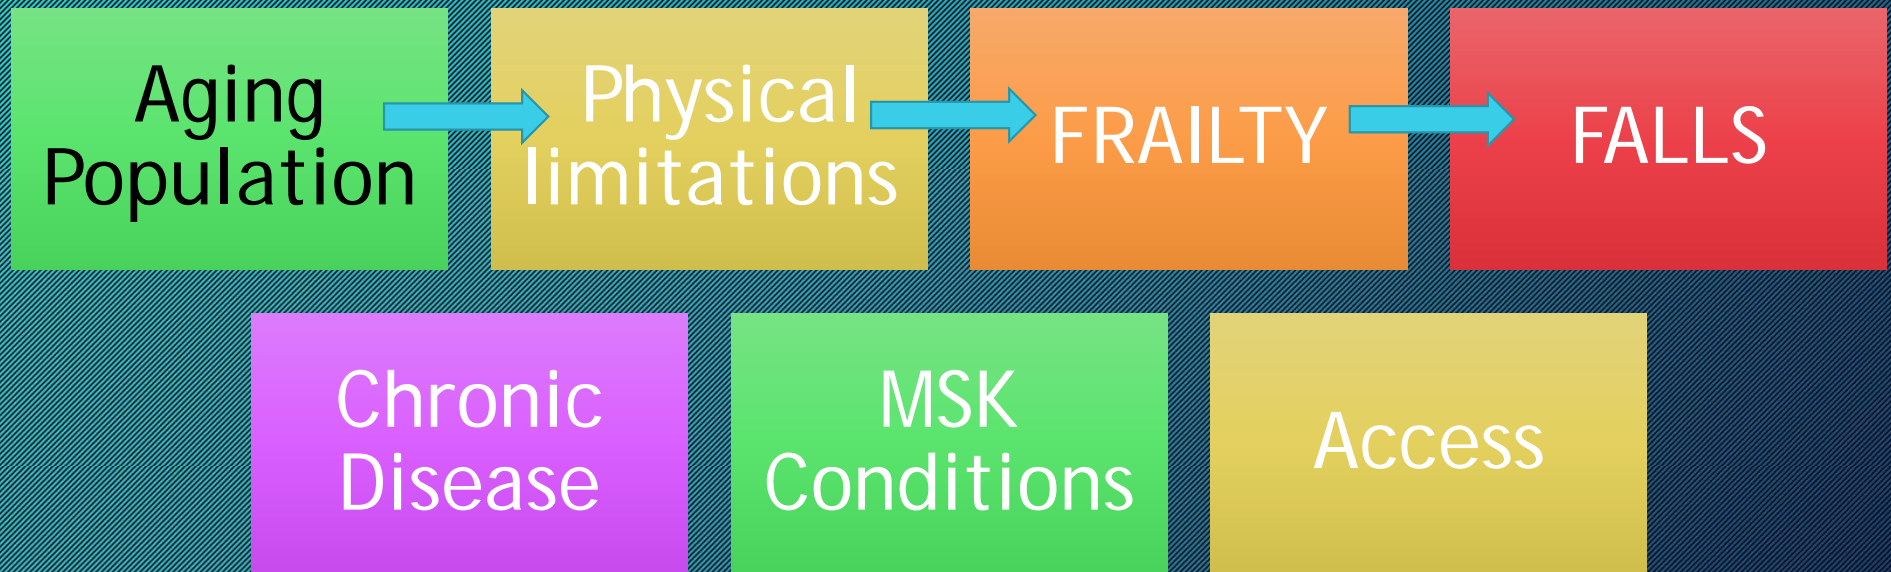 Aging
Population
Physical
limitations
FRAILTY
FALLS
Chronic
Disease
MSK
Conditions
Access